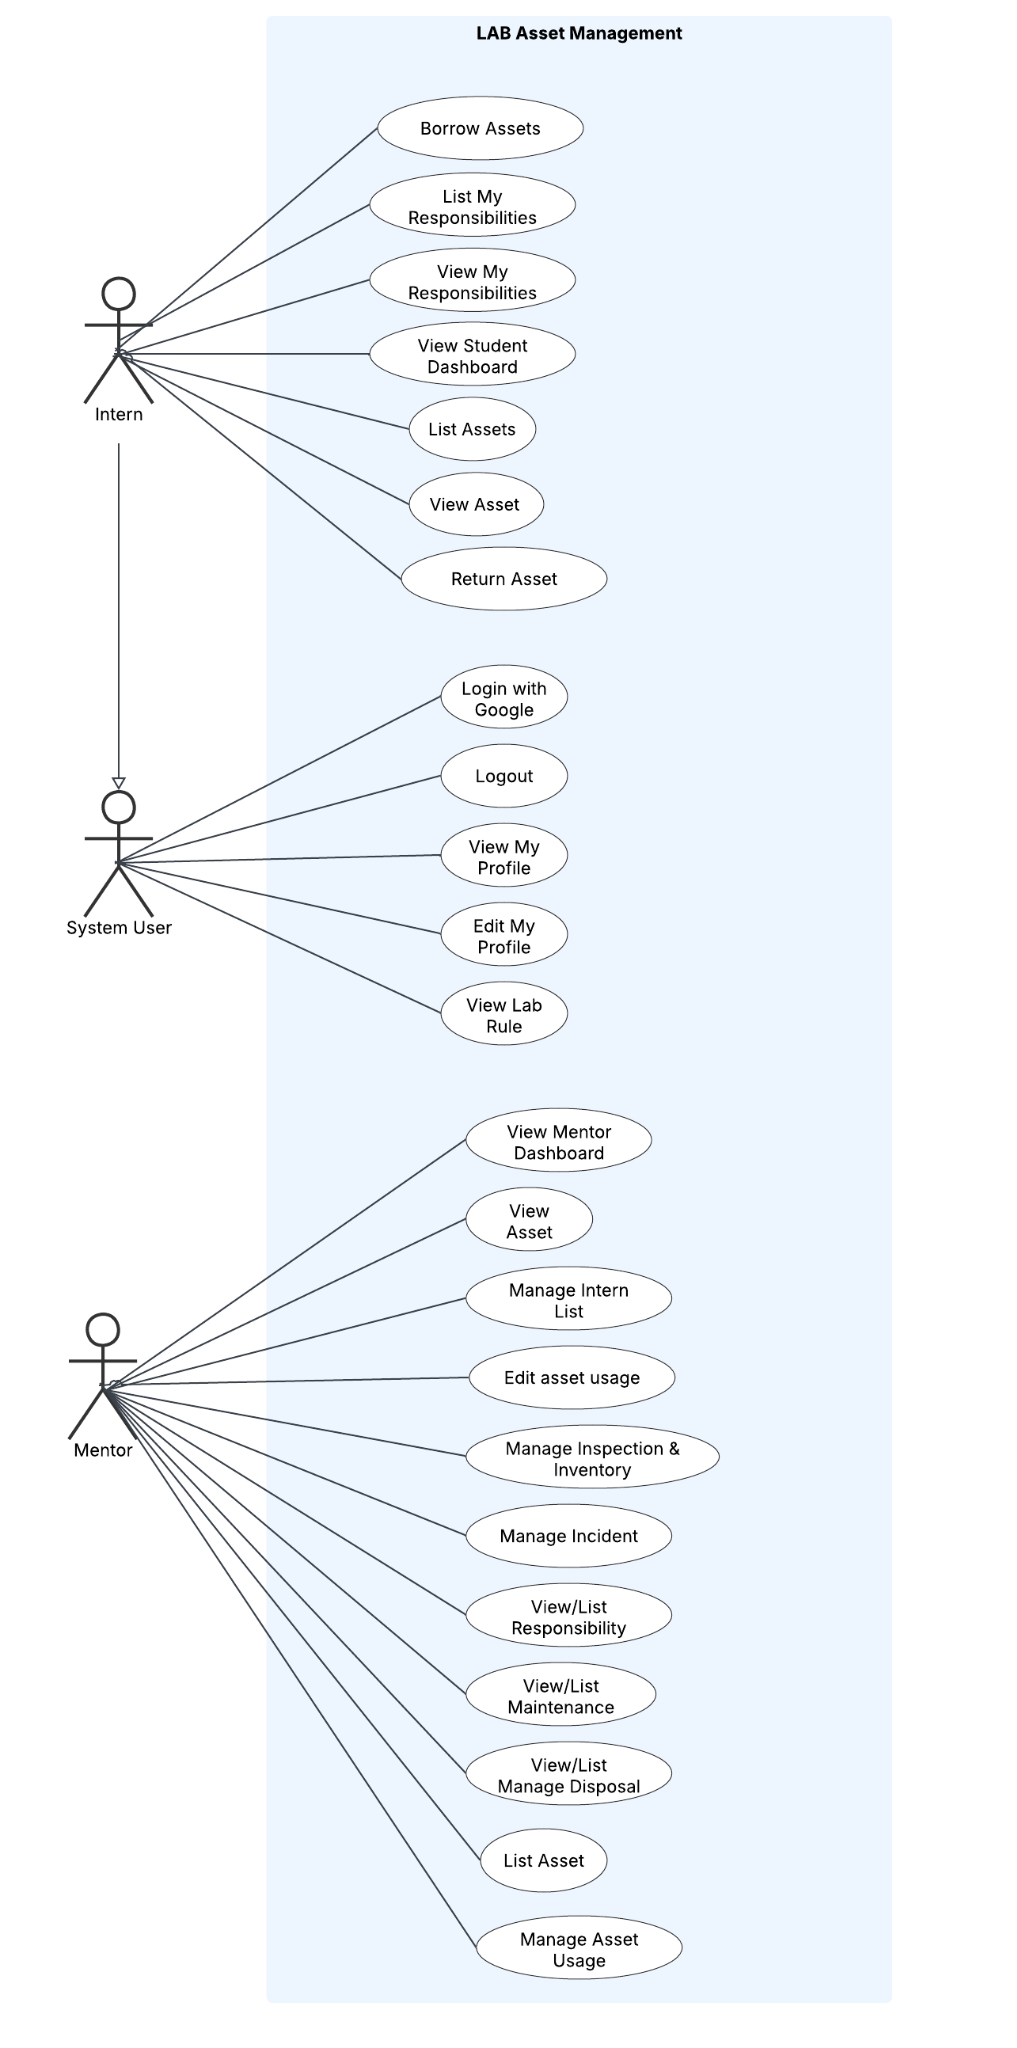 LAB Asset Management
Borrow Assets
List My
Responsibilities
View My
Responsibilities
View Student
Dashboard
Intern
List Assets
View Asset
Return Asset
Login with
Google
Logout
View My
Profile
System User
Edit My
Profile
View Lab
Rule
View Mentor
Dashboard
View
Asset
Manage Intern
List
Edit asset usage
Mentor
Manage Inspection &
Inventory
Manage Incident
View/List
Responsibility
View/List
Maintenance
View/List
Manage Disposal
List Asset
Manage Asset
Usage